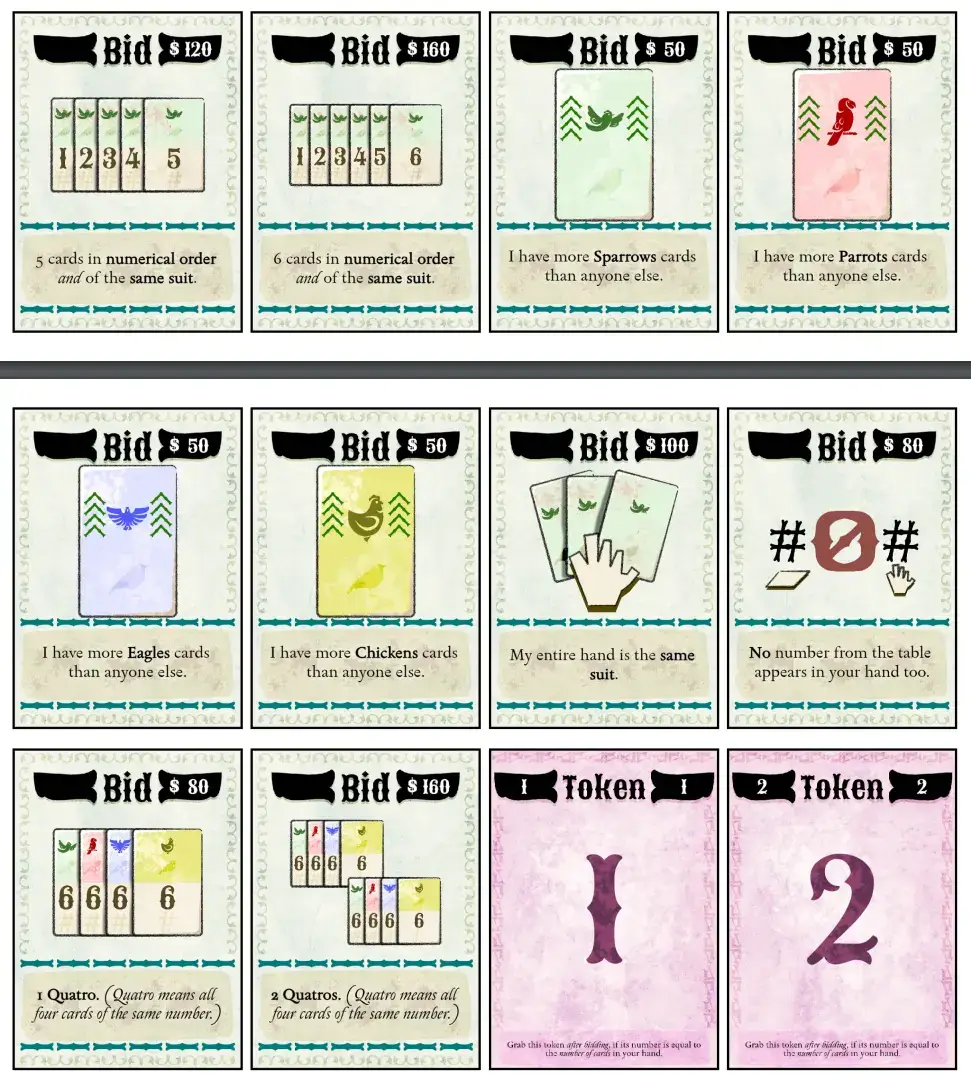 Bid $ 120
1 2 3 4 5
5 cards in numerical order
and of the same suit.
Bid $ 160
1 2 3 4 5 6
6 cards in numerical order
and of the same suit.
Bid $ 50
I have more Sparrows cards
than anyone else.
Bid $ 50
I have more Parrots cards
than anyone else.
Bid $ 50
I have more Eagles cards
than anyone else.
Bid $ 50
I have more Chickens cards
than anyone else.
Bid $ 100
My entire hand is the same
suit.
Bid $ 80
# #
No number from the table
appears in your hand too.
Bid $ 80
6 6 6 6
1 Quatro. (Quatro means all
four cards of the same number.)
Bid $ 160
6 6 6 6
6 6 6 6
2 Quatros. (Quatro means all
four cards of the same number.)
1 Token 1
1
Grab this token after bidding, if its number is equal to
the number of cards in your hand.
2 Token 2
2
Grab this token after bidding, if its number is equal to
the number of cards in your hand.